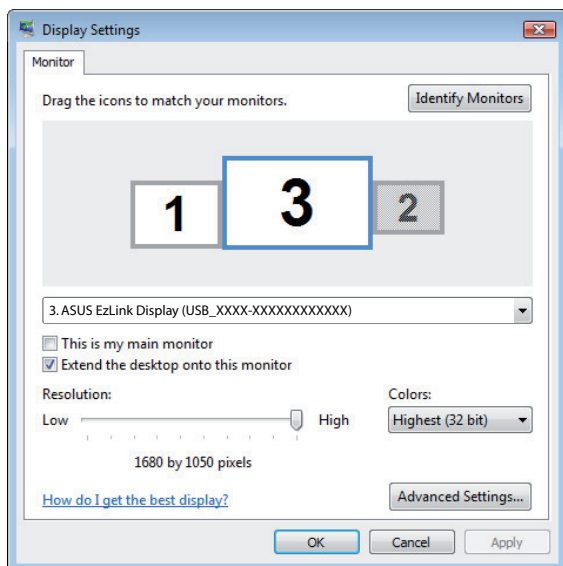 Display Settings
Monitor
Drag the icons to match your monitors.
Identify Monitors
1
3
2
3. ASUS EzLink Display (USB_XXXX-XXXXXXXXXXXX)
This is my main monitor
Extend the desktop onto this monitor
Resolution:
Colors:
Low
High
Highest (32 bit)
1680 by 1050 pixels
How do I get the best display?
Advanced Settings...
OK
Cancel
Apply